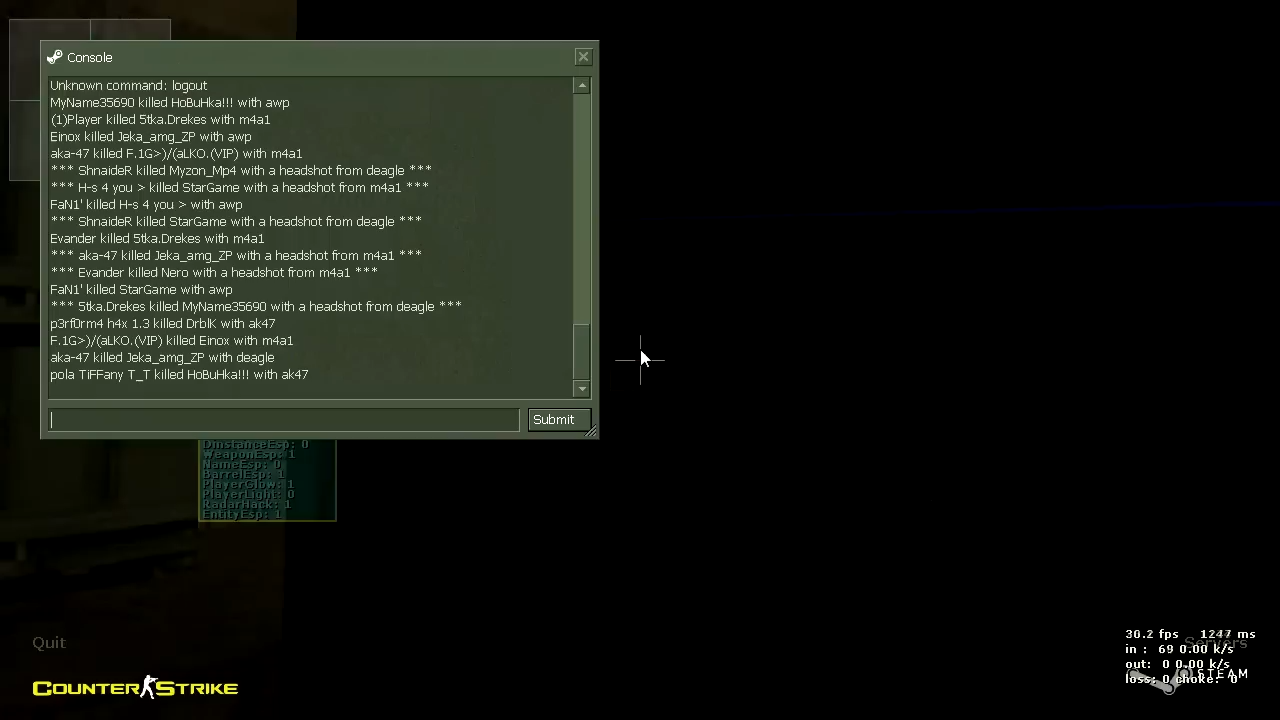 Console
Unknown command: logout
MyName35690 killed HoBuHka!!! with awp
(1)Player killed 5tka.Drekes with m4a1
Einox killed Jeka_amg_ZP with awp
aka-47 killed F.1G>)/(aLKO.(VIP) with m4a1
*** ShnaideR killed Myzon_Mp4 with a headshot from deagle ***
*** H-s 4 you > killed StarGame with a headshot from m4a1 ***
FaN1' killed H-s 4 you > with awp
*** ShnaideR killed StarGame with a headshot from deagle ***
Evander killed 5tka.Drekes with m4a1
*** aka-47 killed Jeka_amg_ZP with a headshot from m4a1 ***
*** Evander killed Nero with a headshot from m4a1 ***
FaN1' killed StarGame with awp
*** 5tka.Drekes killed MyName35690 with a headshot from deagle ***
p3rf0rm4 h4x 1.3 killed DrblK with ak47
F.1G>)/(aLKO.(VIP) killed Einox with m4a1
aka-47 killed Jeka_amg_ZP with deagle
pola TiFFany T_T killed HoBuHka!!! with ak47
Submit
DinstanceEsp: 0
WeaponEsp: 1
NameEsp: 0
BarrelEsp: 1
PlayerGlow: 1
PlayerLight: 0
RadarHack: 1
EntityEsp: 1
Quit
Servers
30.2 fps 1247 ms
in : 69 0.00 k/s
out: 0 0.00 k/s
loss: 0 choke: 0
STEAM
COUNTER STRIKE